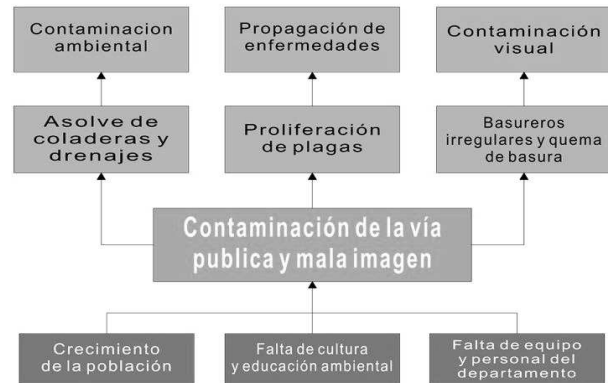 Contaminacion
ambiental
Propagación de
enfermedades
Contaminación
visual
Asolve de
coladeras y
drenajes
Proliferación
de plagas
Basureros
irregulares y quema
de basura
Contaminación de la vía
publica y mala imagen
Crecimiento
de la población
Falta de cultura
y educación ambiental
Falta de equipo
y personal del
departamento